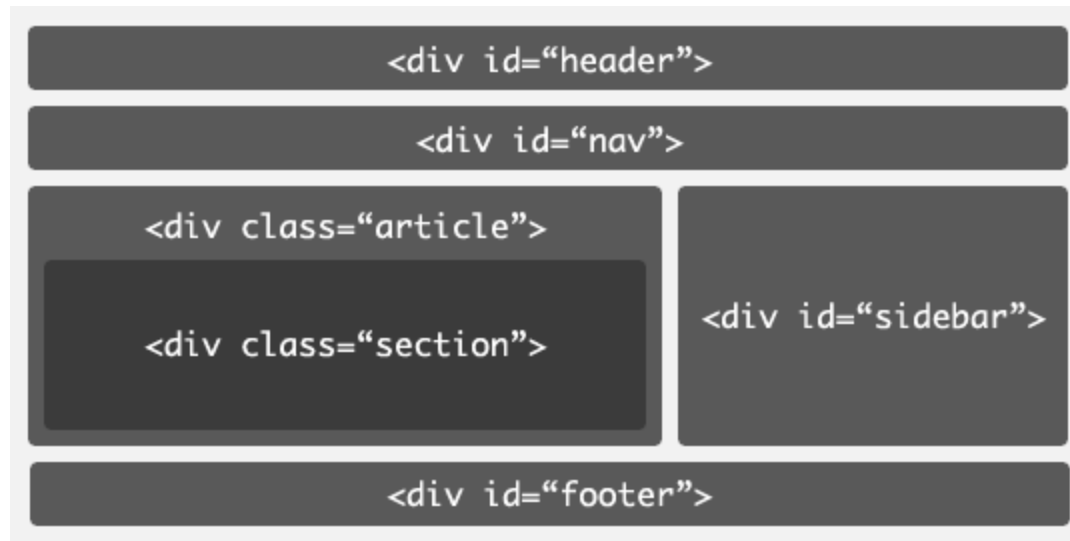 <div id=“header”>
<div id=“nav”>
<div class=“article”>
<div class=“section”>
<div id=“sidebar”>
<div id=“footer”>